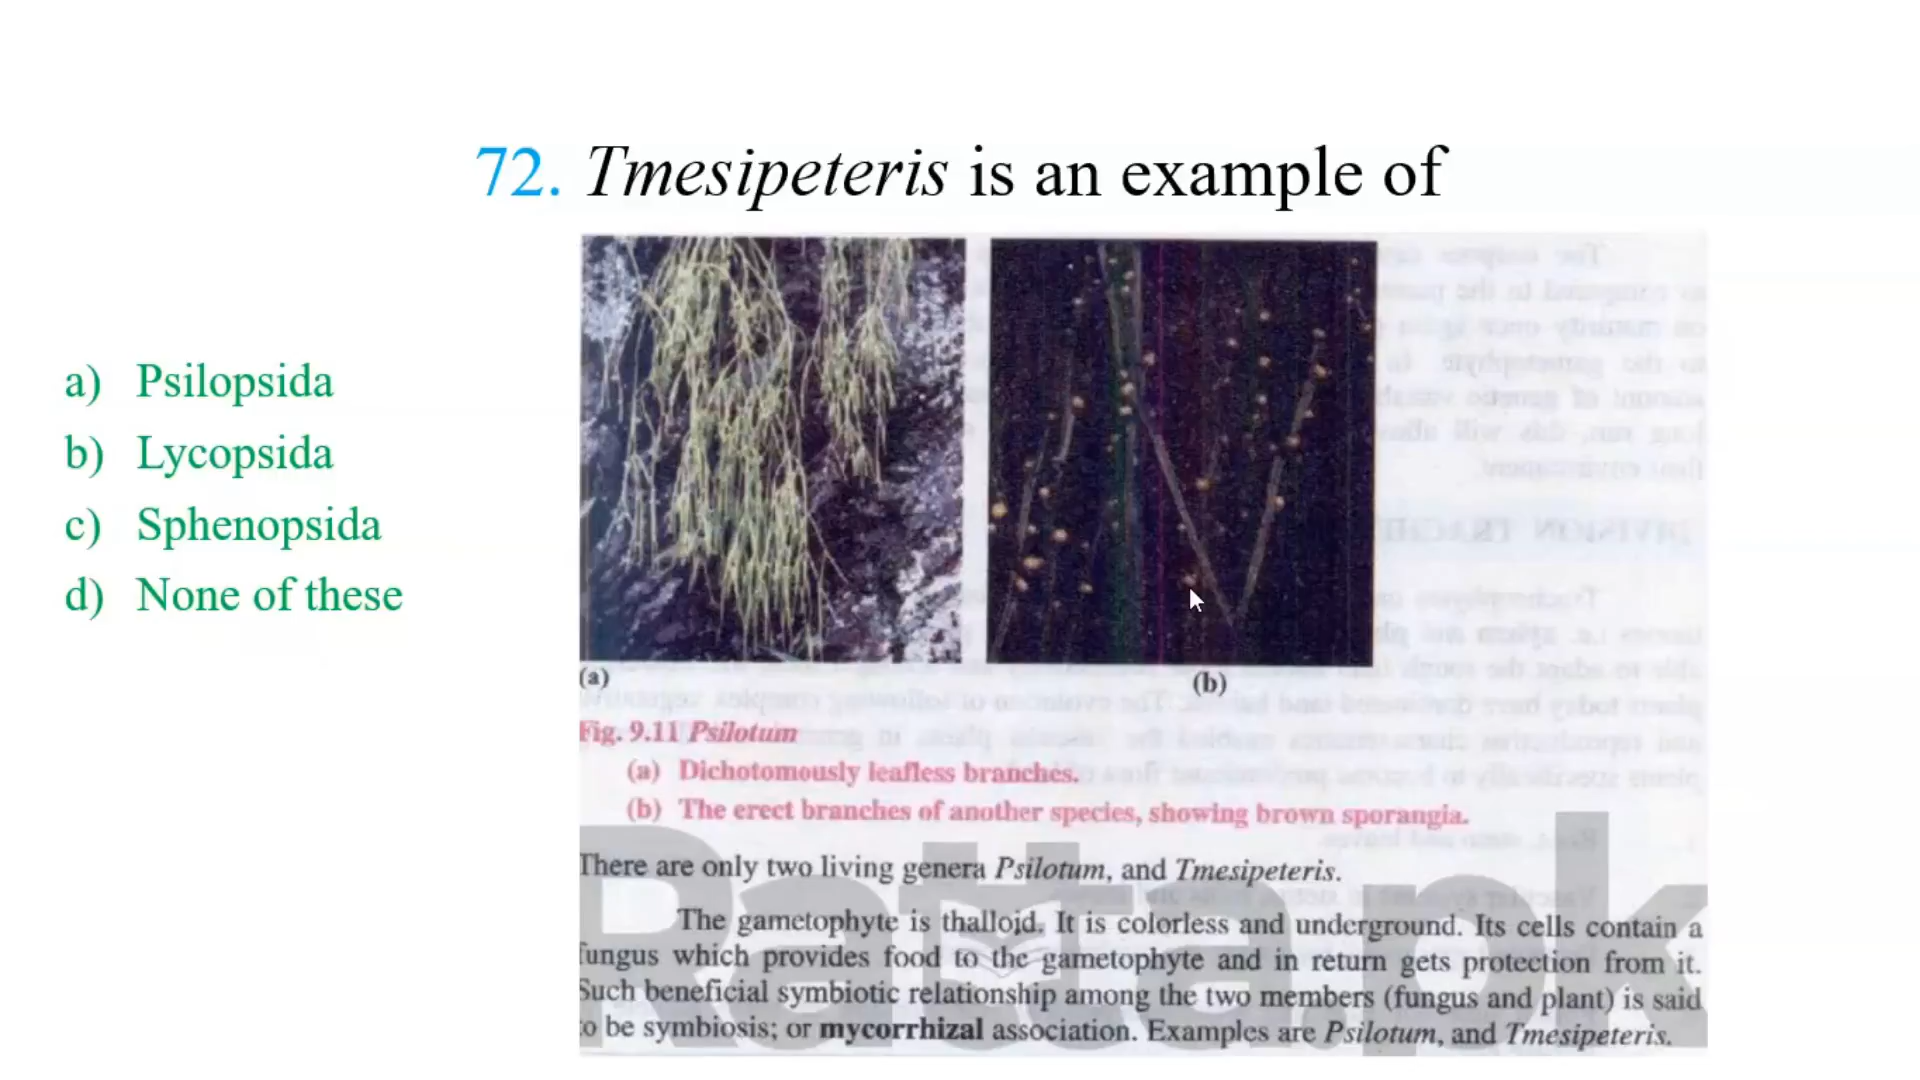 72. Tmesipeteris is an example of
a) Psilopsida
b) Lycopsida
c) Sphenopsida
d) None of these
(a)
(b)
Fig. 9.11 Psilotum
(a) Dichotomously leafless branches.
(b) The erect branches of another species, showing brown sporangia.
There are only two living genera Psilotum, and Tmesipeteris.
The gametophyte is thalloid. It is colorless and underground. Its cells contain a
fungus which provides food to the gametophyte and in return gets protection from it.
Such beneficial symbiotic relationship among the two members (fungus and plant) is said
to be symbiosis; or mycorrhizal association. Examples are Psilotum, and Tmesipeteris.
Ratta.pk